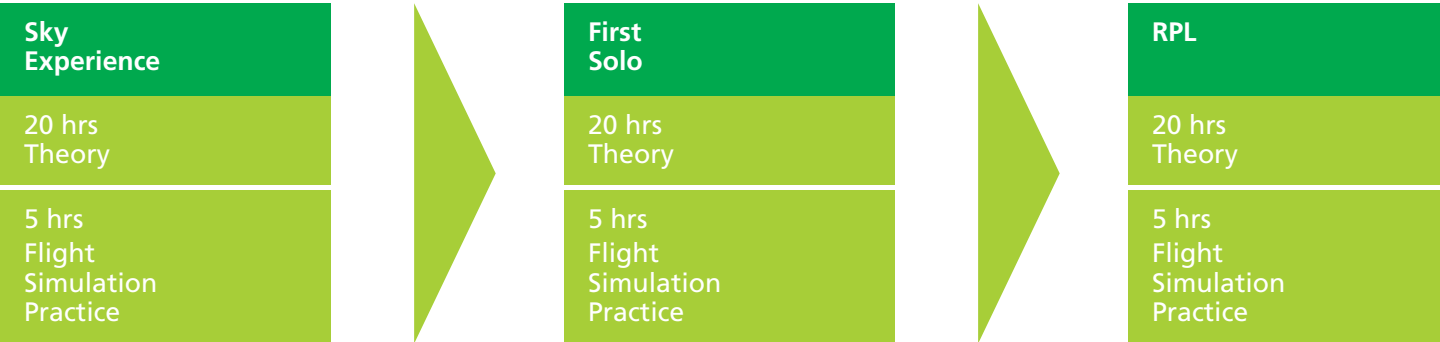 Sky
Experience
20 hrs
Theory
5 hrs
Flight
Simulation
Practice
First
Solo
20 hrs
Theory
5 hrs
Flight
Simulation
Practice
RPL
20 hrs
Theory
5 hrs
Flight
Simulation
Practice